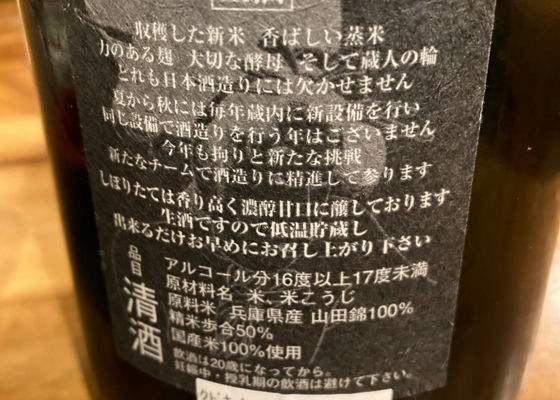 収穫した新米 香ばしい蒸米
力のある麹 大切な酵母 そして蔵人の輪
どれも日本酒造りには欠かせません
夏から秋には毎年蔵内に新設備を行い
同じ設備で酒造りを行う年はございません
今年も拘りと新たな挑戦
新たなチームで酒造りに精進して参ります
しぼりたては香り高く濃醇甘口に醸しております
生酒ですので低温貯蔵し
出来るだけお早めにお召し上がり下さい
品目
清酒
アルコール分16度以上17度未満
原材料名 米、米こうじ
原料米 兵庫県産 山田錦100%
精米歩合50%
国産米100%使用
飲酒は20歳になってから。
妊娠中・授乳期の飲酒は避けて下さい。